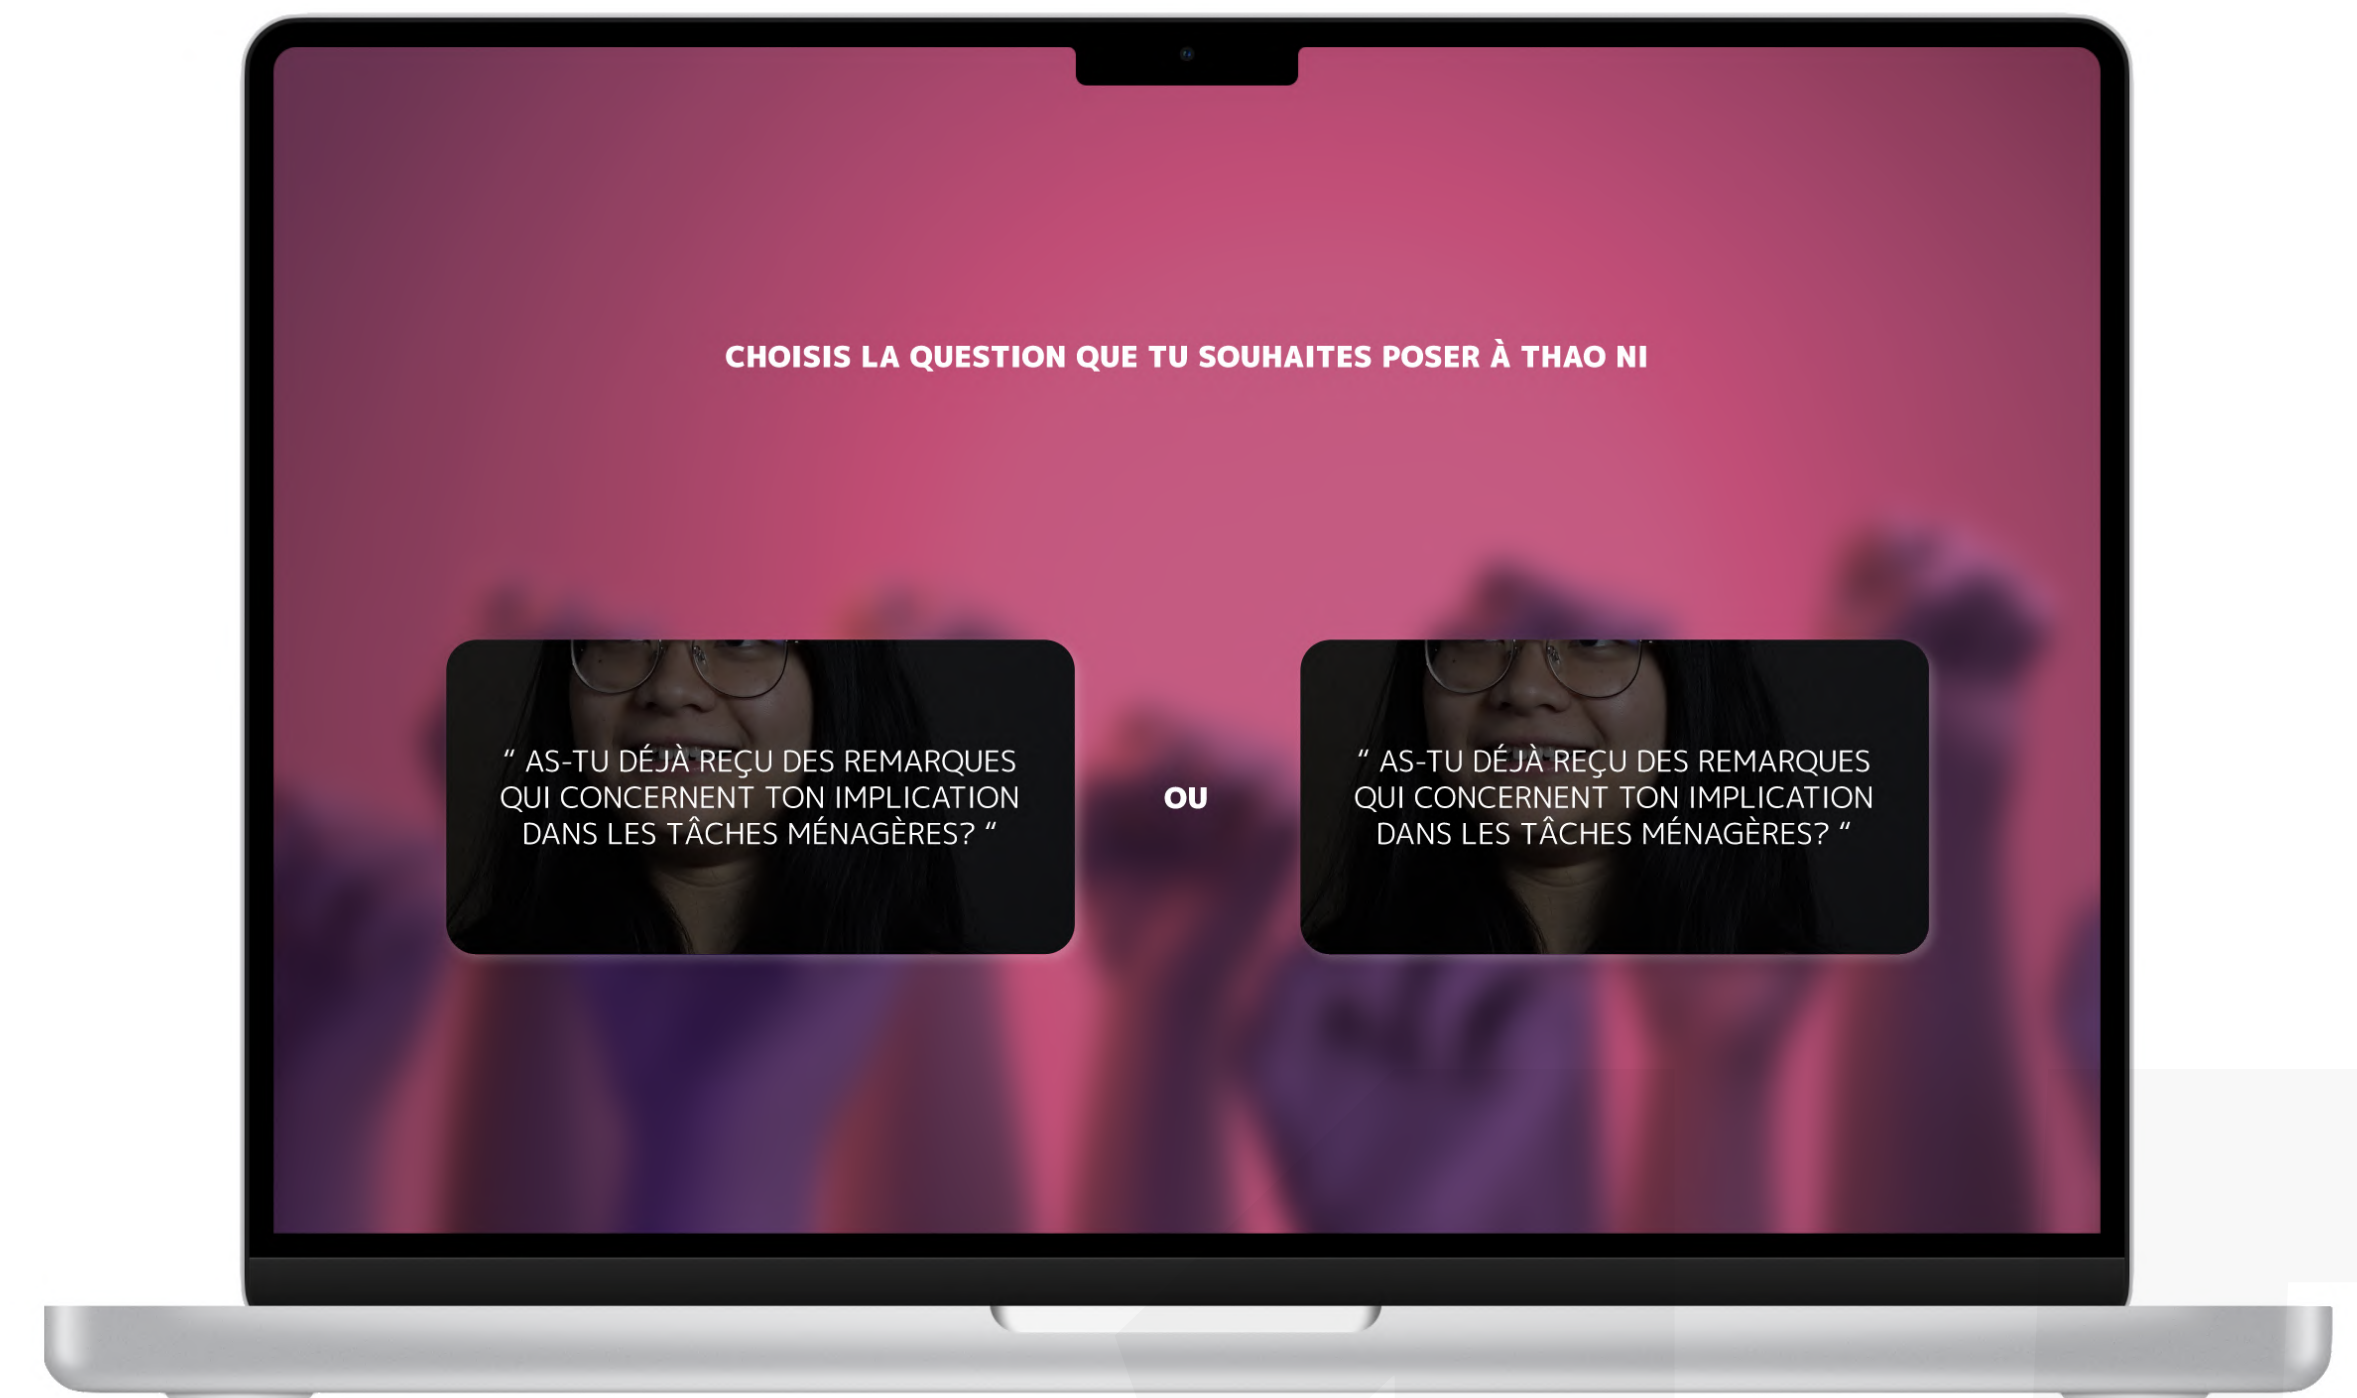 CHOISIS LA QUESTION QUE TU SOUHAITES POSER À THAO NI
“ AS-TU DÉJÀ REÇU DES REMARQUES
QUI CONCERNENT TON IMPLICATION
DANS LES TÂCHES MÉNAGÈRES? “
OU
“ AS-TU DÉJÀ REÇU DES REMARQUES
QUI CONCERNENT TON IMPLICATION
DANS LES TÂCHES MÉNAGÈRES? “